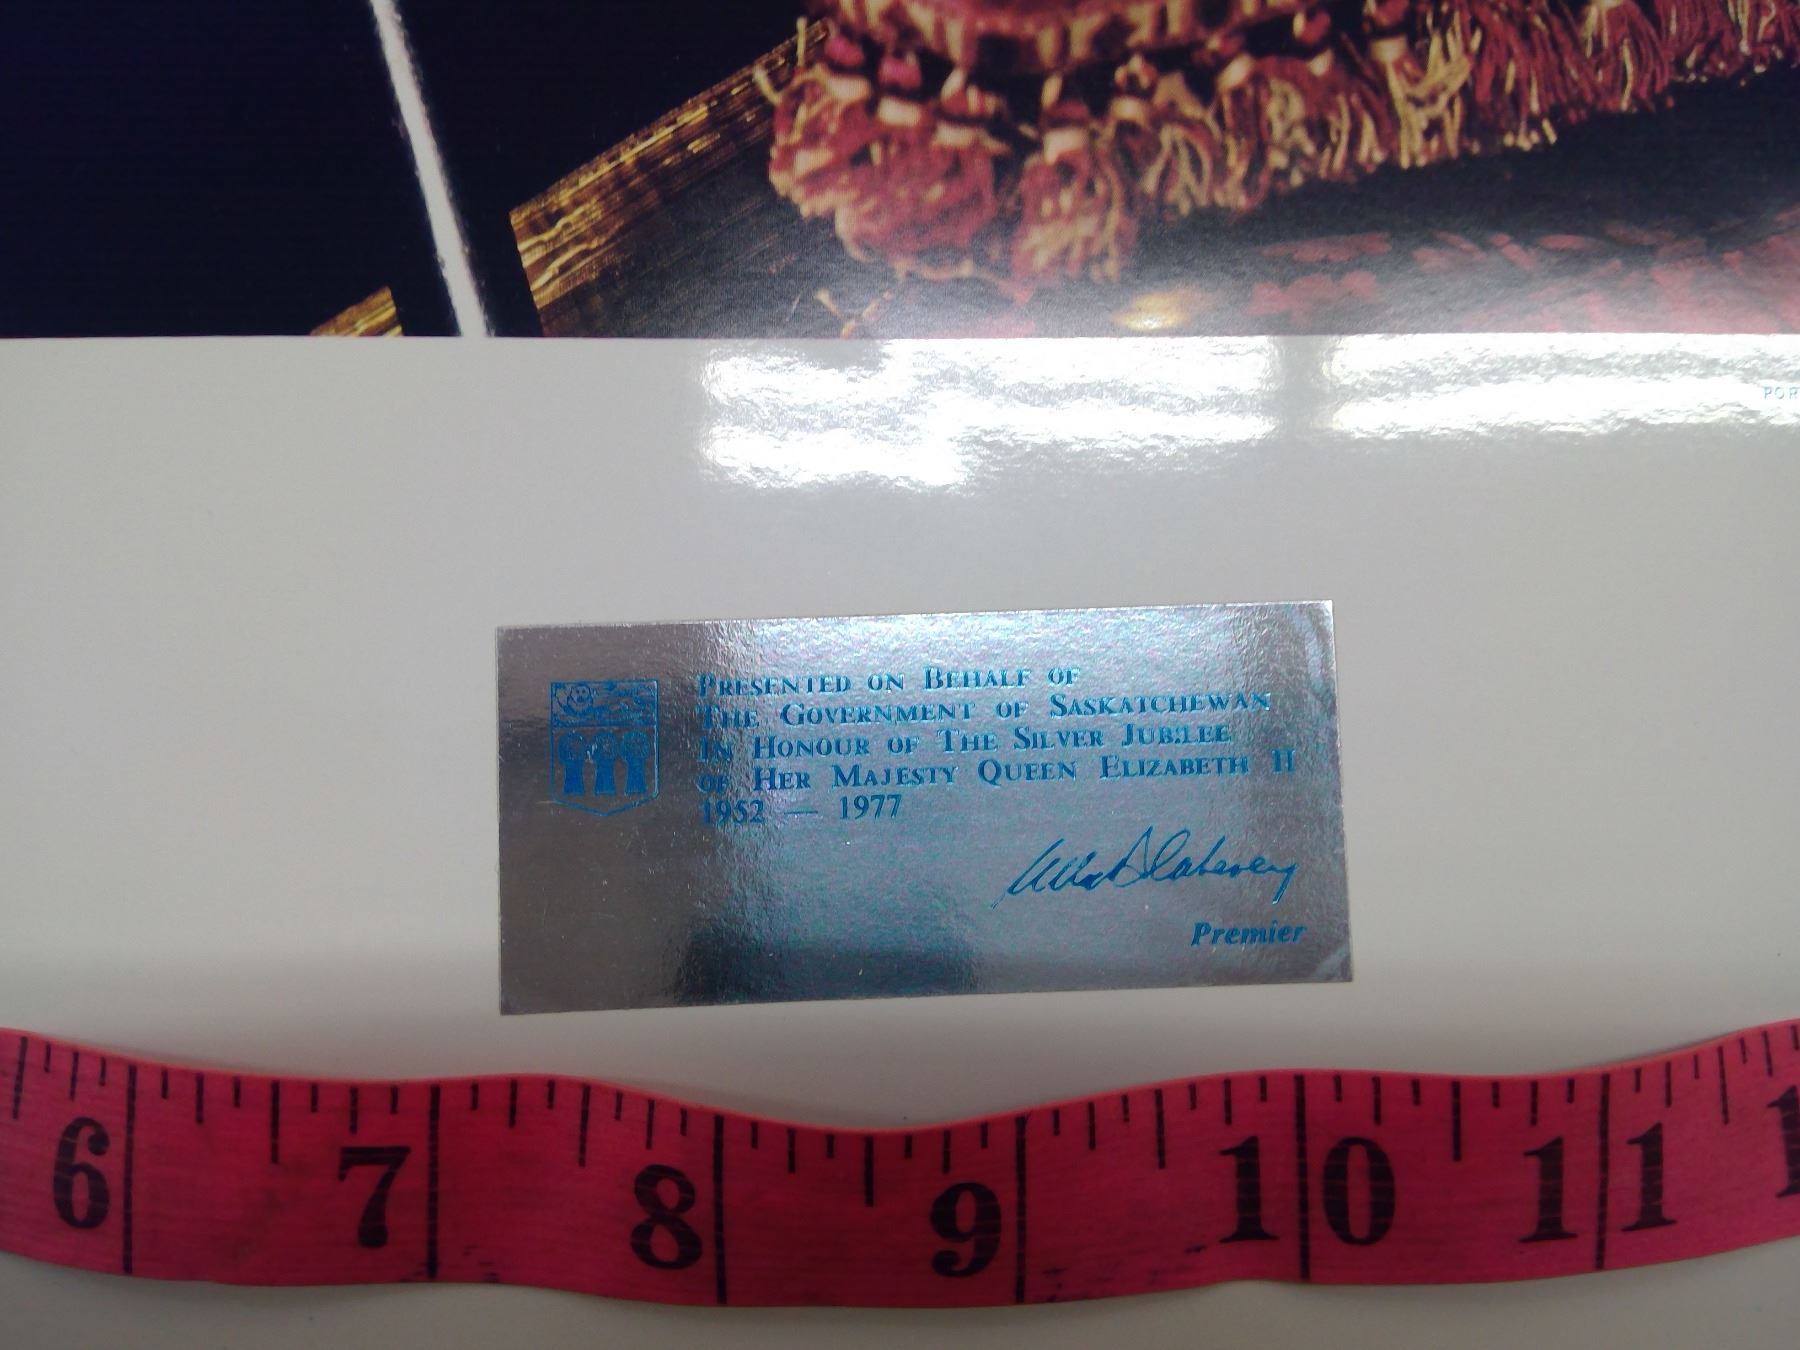 POR
PRESENTED ON BEHALF OF
THE GOVERNMENT OF SASKATCHEWAN
IN HONOUR OF THE SILVER JUBILEE
OF HER MAJESTY QUEEN ELIZABETH II
1952 — 1977
Premier
6 7 8 9 10 11